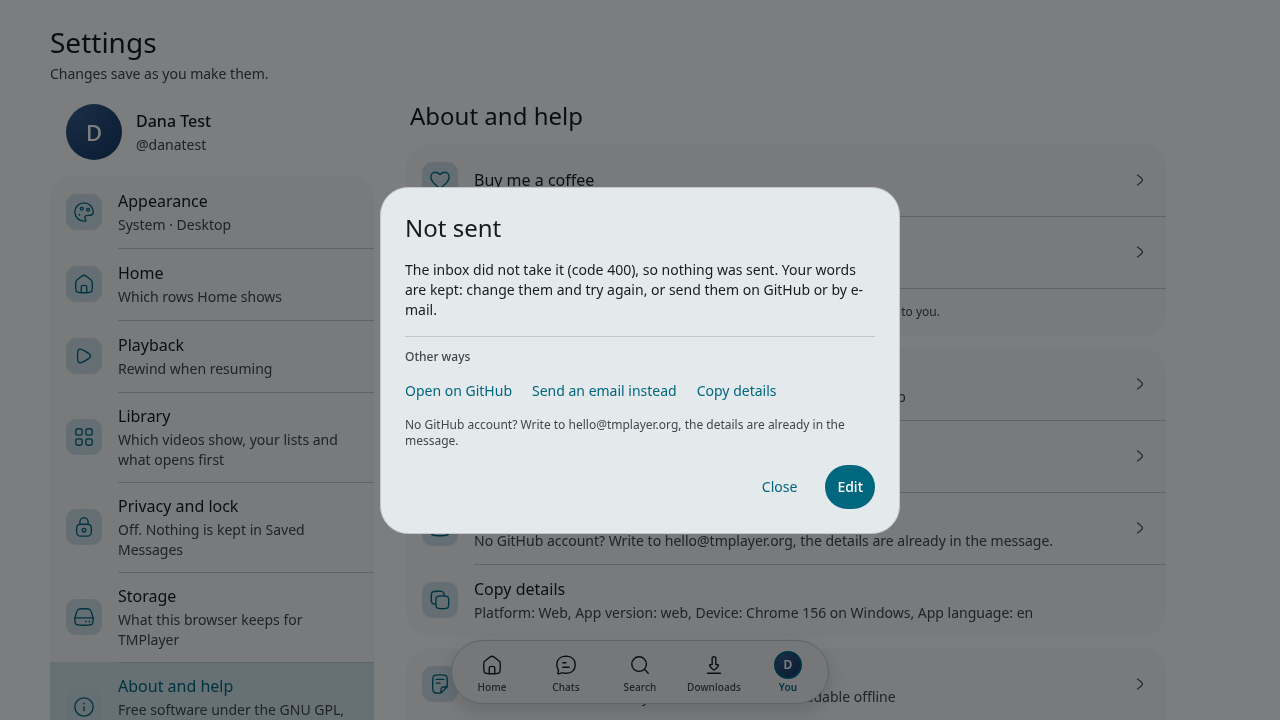 Settings
Changes save as you make them.
D
Dana Test
@danatest
Appearance
System · Desktop
Home
Which rows Home shows
Playback
Rewind when resuming
Library
Which videos show, your lists and
what opens first
Privacy and lock
Off. Nothing is kept in Saved
Messages
Storage
What this browser keeps for
TMPlayer
About and help
Free software under the GNU GPL,
About and help
Buy me a coffee
to you.
Not sent
The inbox did not take it (code 400), so nothing was sent. Your words
are kept: change them and try again, or send them on GitHub or by e-
mail.
Other ways
Open on GitHub
Send an email instead
Copy details
No GitHub account? Write to hello@tmplayer.org, the details are already in the
message.
Close
Edit
No GitHub account? Write to hello@tmplayer.org, the details are already in the message.
Copy details
Platform: Web, App version: web, Device: Chrome 156 on Windows, App language: en
offline
Home
Chats
Search
Downloads
D
You